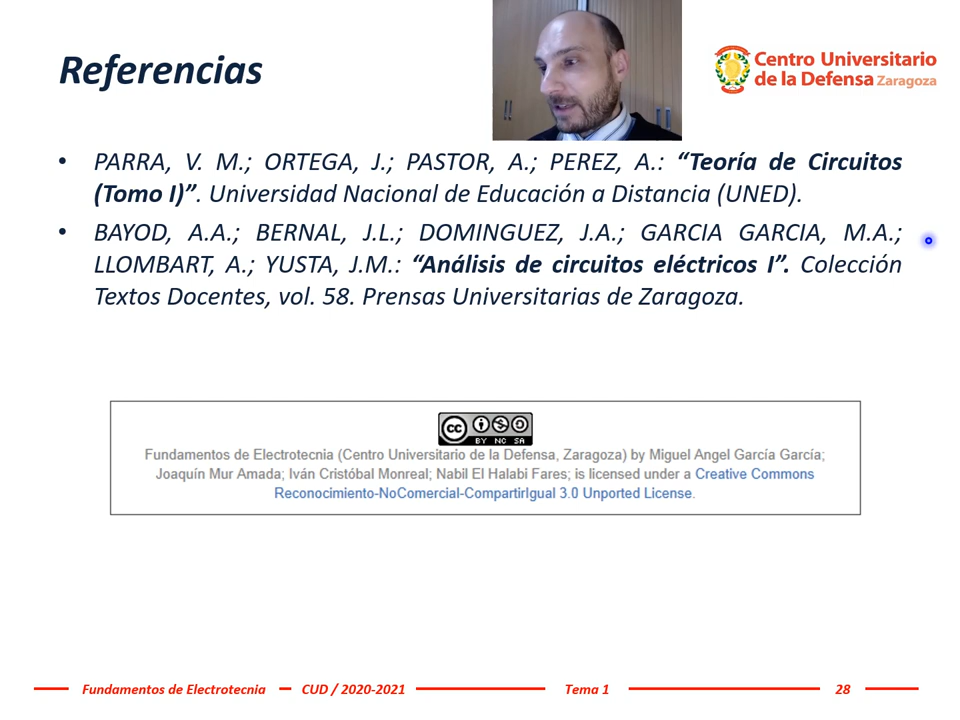 Referencias
Centro Universitario
de la Defensa Zaragoza
• PARRA, V. M.; ORTEGA, J.; PASTOR, A.; PEREZ, A.: “Teoría de Circuitos
(Tomo I)”. Universidad Nacional de Educación a Distancia (UNED).
• BAYOD, A.A.; BERNAL, J.L.; DOMINGUEZ, J.A.; GARCIA GARCIA, M.A.;
LLOMBART, A.; YUSTA, J.M.: “Análisis de circuitos eléctricos I”. Colección
Textos Docentes, vol. 58. Prensas Universitarias de Zaragoza.
cc
BY NC SA
Fundamentos de Electrotecnia (Centro Universitario de la Defensa, Zaragoza) by Miguel Angel García García;
Joaquín Mur Amada; Iván Cristóbal Monreal; Nabil El Halabi Fares; is licensed under a Creative Commons
Reconocimiento-NoComercial-CompartirIgual 3.0 Unported License.
Fundamentos de Electrotecnia CUD / 2020-2021 Tema 1 28